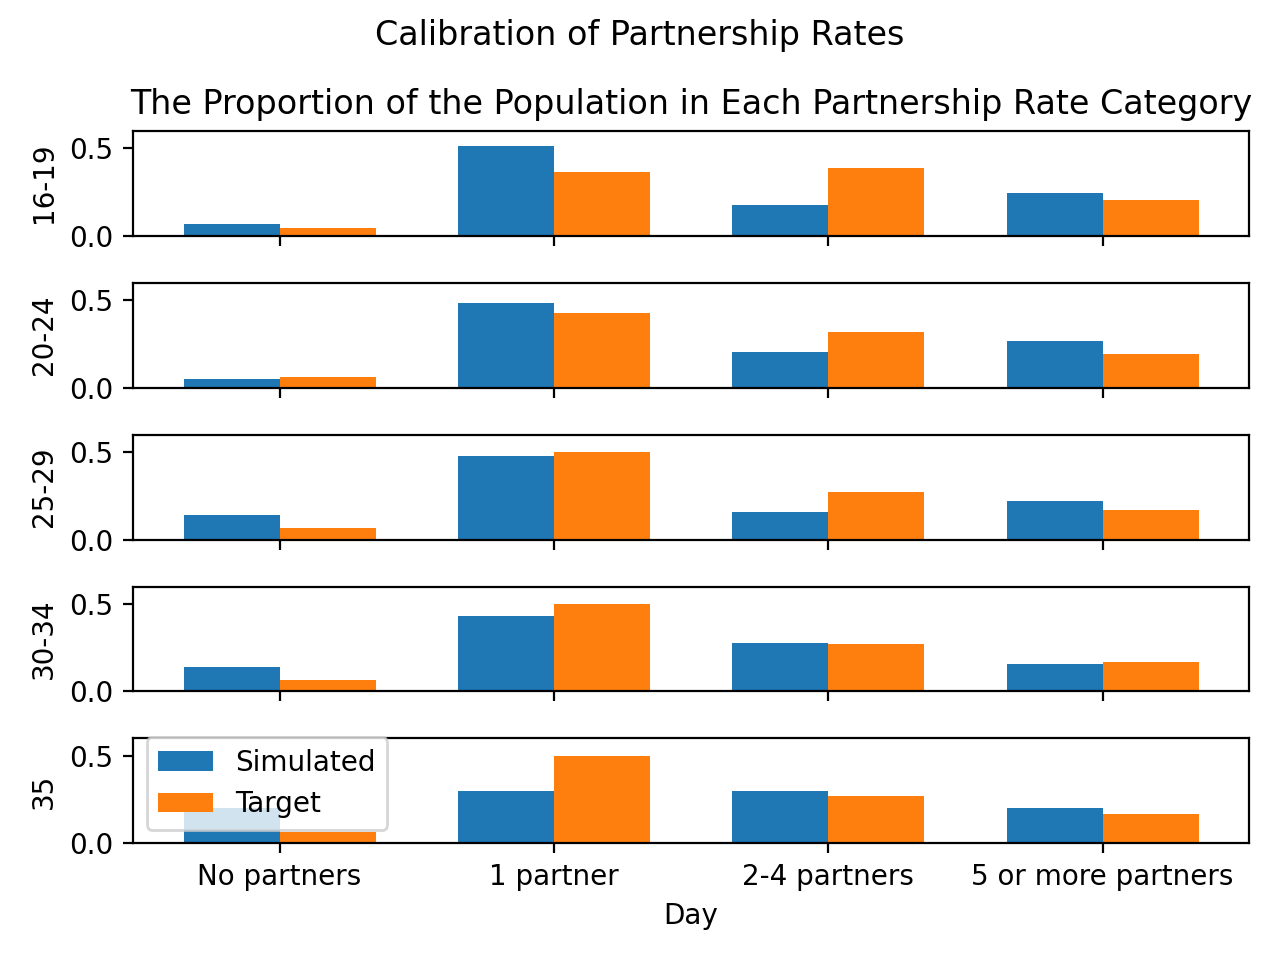 Calibration of Partnership Rates
The Proportion of the Population in Each Partnership Rate Category
0.5
16-19
0.0
0.5
20-24
0.0
0.5
25-29
0.0
0.5
30-34
0.0
0.5
35
0.0
Simulated
Target
No partners
1 partner
2-4 partners
5 or more partners
Day